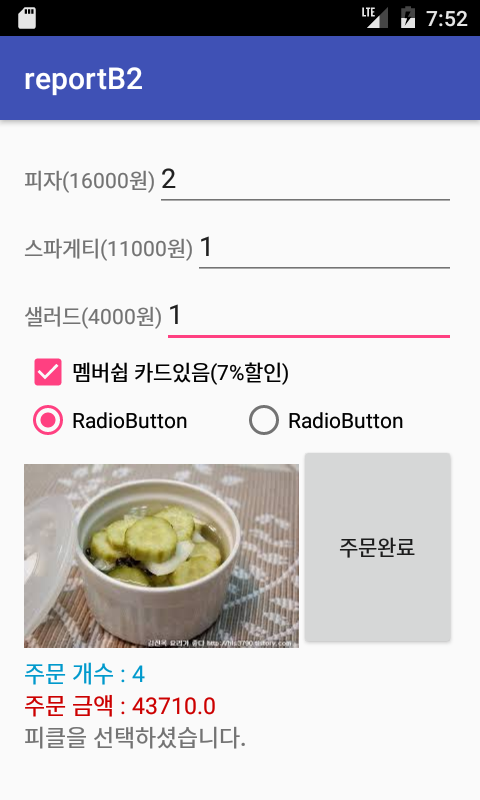 LTE 7:52
reportB2
피자(16000원) 2
스파게티(11000원) 1
샐러드(4000원) 1
멤버쉽 카드있음(7%할인)
RadioButton RadioButton
주문완료
주문 개수 : 4
주문 금액 : 43710.0
피클을 선택하셨습니다.